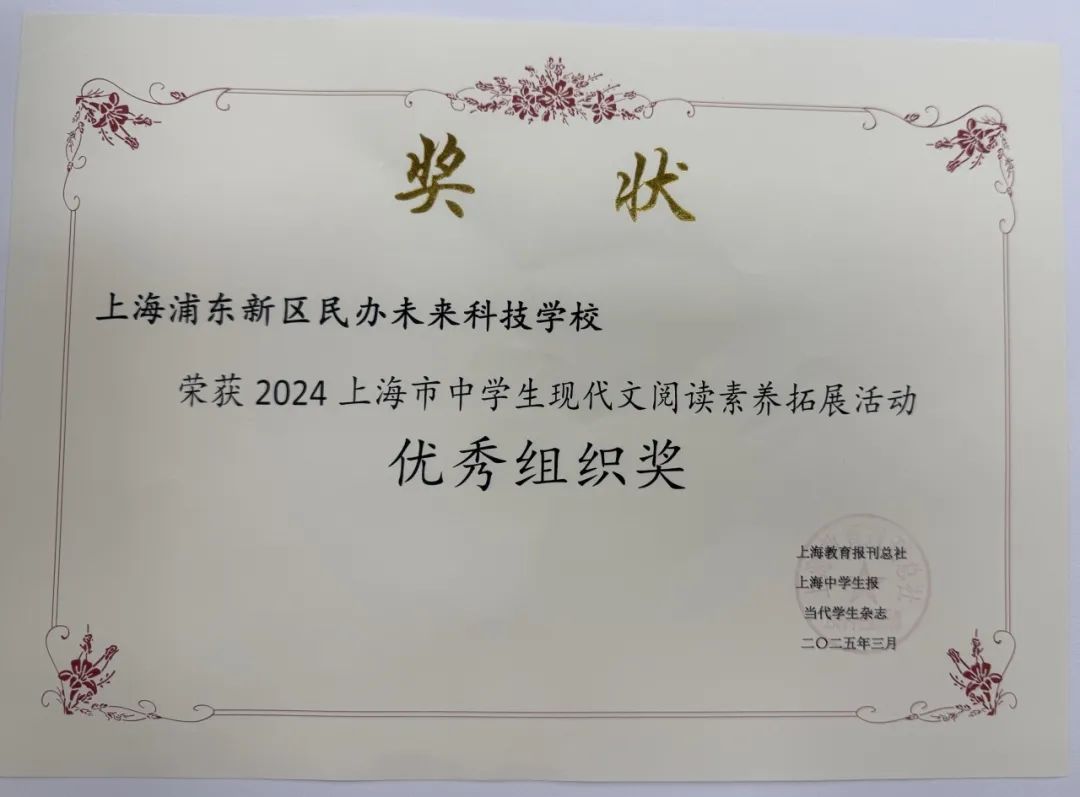 奖 状
上海浦东新区民办未来科技学校
荣获 2024 上海市中学生现代文阅读素养拓展活动
优秀组织奖
上海教育报刊总社
上海中学生报
当代学生杂志
二〇二五年三月